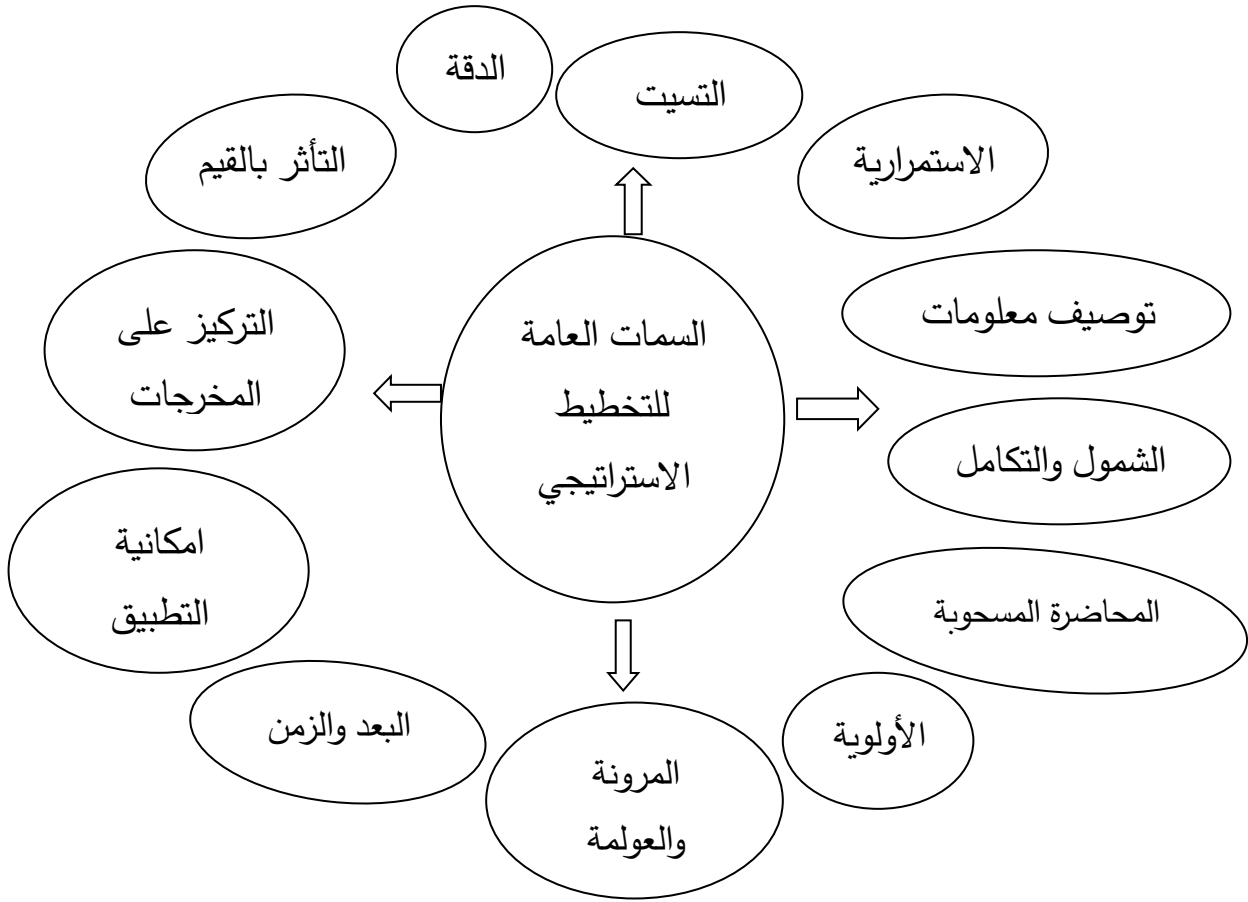 الدقة
التسيت
الاستمرارية
التأثر بالقيم
توصيف معلومات
التركيز على
المخرجات
السمات العامة
للتخطيط
الاستراتيجي
الشمول والتكامل
امكانية
التطبيق
المحاضرة المسحوبة
البعد والزمن
الأولوية
المرونة
والعولمة